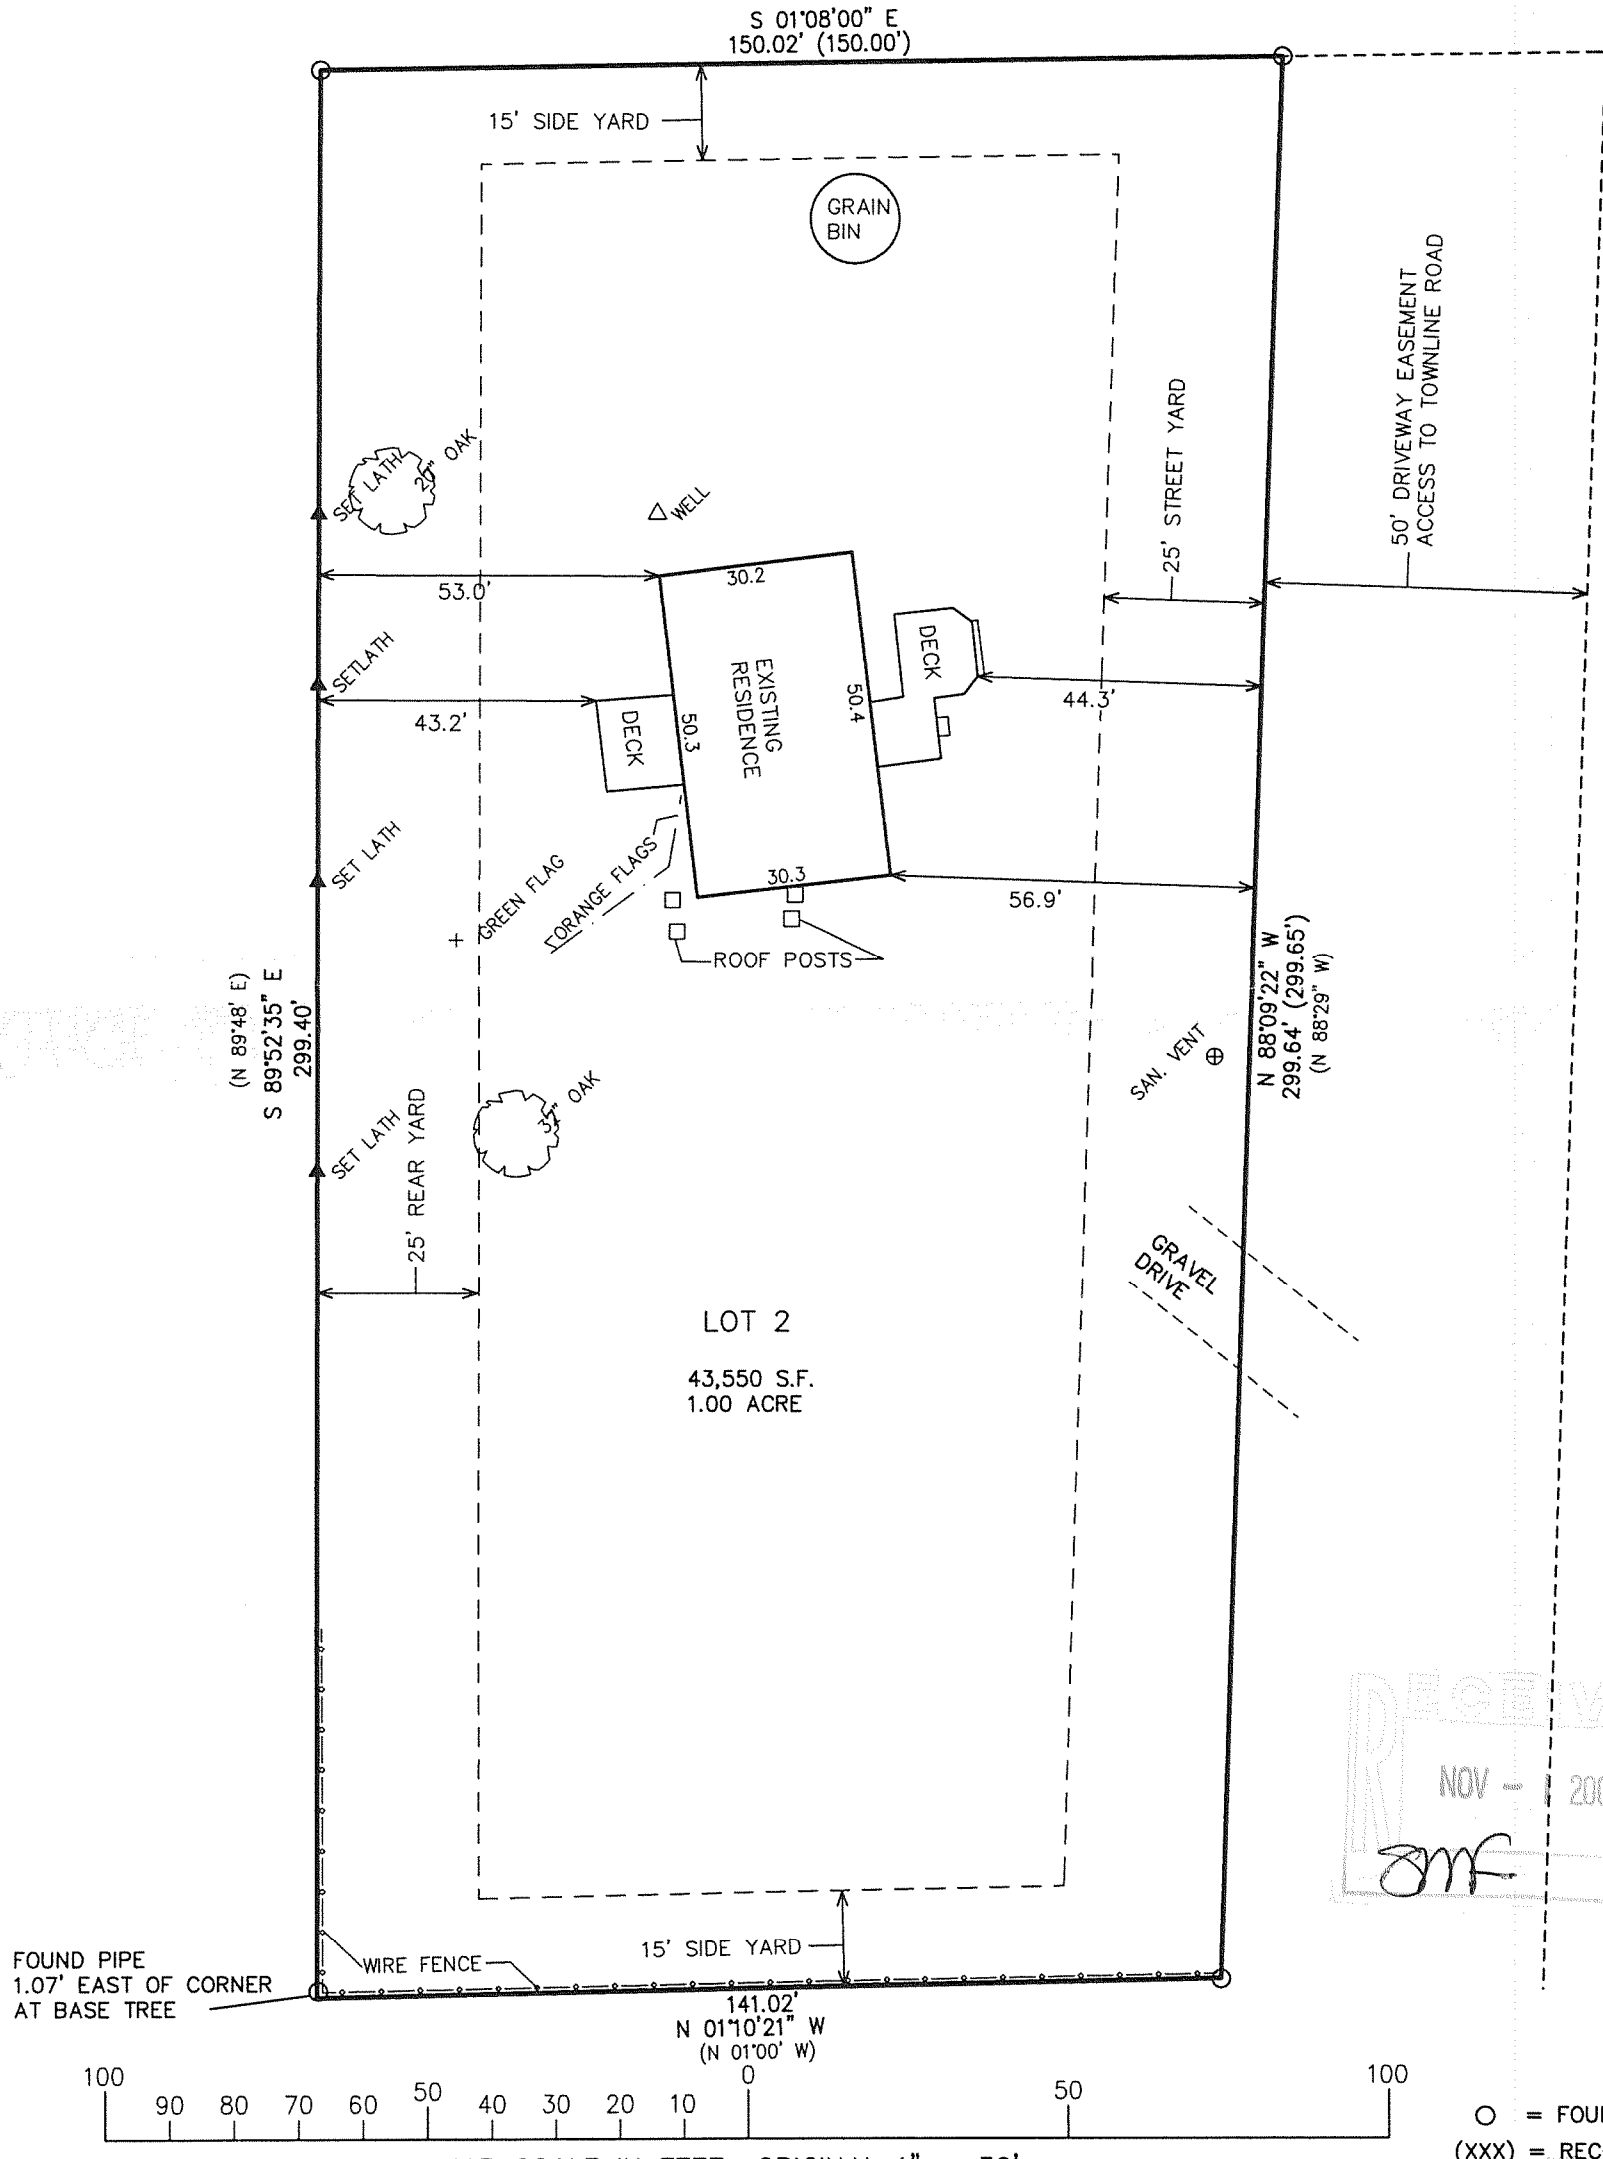 S 01°08'00" E
150.02' (150.00')
15' SIDE YARD
GRAIN
BIN
50' DRIVEWAY EASEMENT
ACCESS TO TOWNLINE ROAD
25' STREET YARD
SET LATH
OAK
WELL
53.0'
30.2
SETLATH
DECK
EXISTING
RESIDENCE
50.4
44.3'
43.2'
DECK
50.3
SET LATH
GREEN FLAG
ORANGE FLAGS
30.3
56.9'
ROOF POSTS
(N 89°48' E)
S 89°52'35" E
299.40'
N 88°09'22" W
299.64' (299.65')
(N 88°29" W)
SAN. VENT
SET LATH
25' REAR YARD
32" OAK
GRAVEL
DRIVE
LOT 2
43,550 S.F.
1.00 ACRE
NOV - 1 200
FOUND PIPE
1.07' EAST OF CORNER
AT BASE TREE
WIRE FENCE
15' SIDE YARD
141.02'
N 01°10'21" W
(N 01°00' W)
100 90 80 70 60 50 40 30 20 10 0 50 100
= FOU
(XXX) = REC